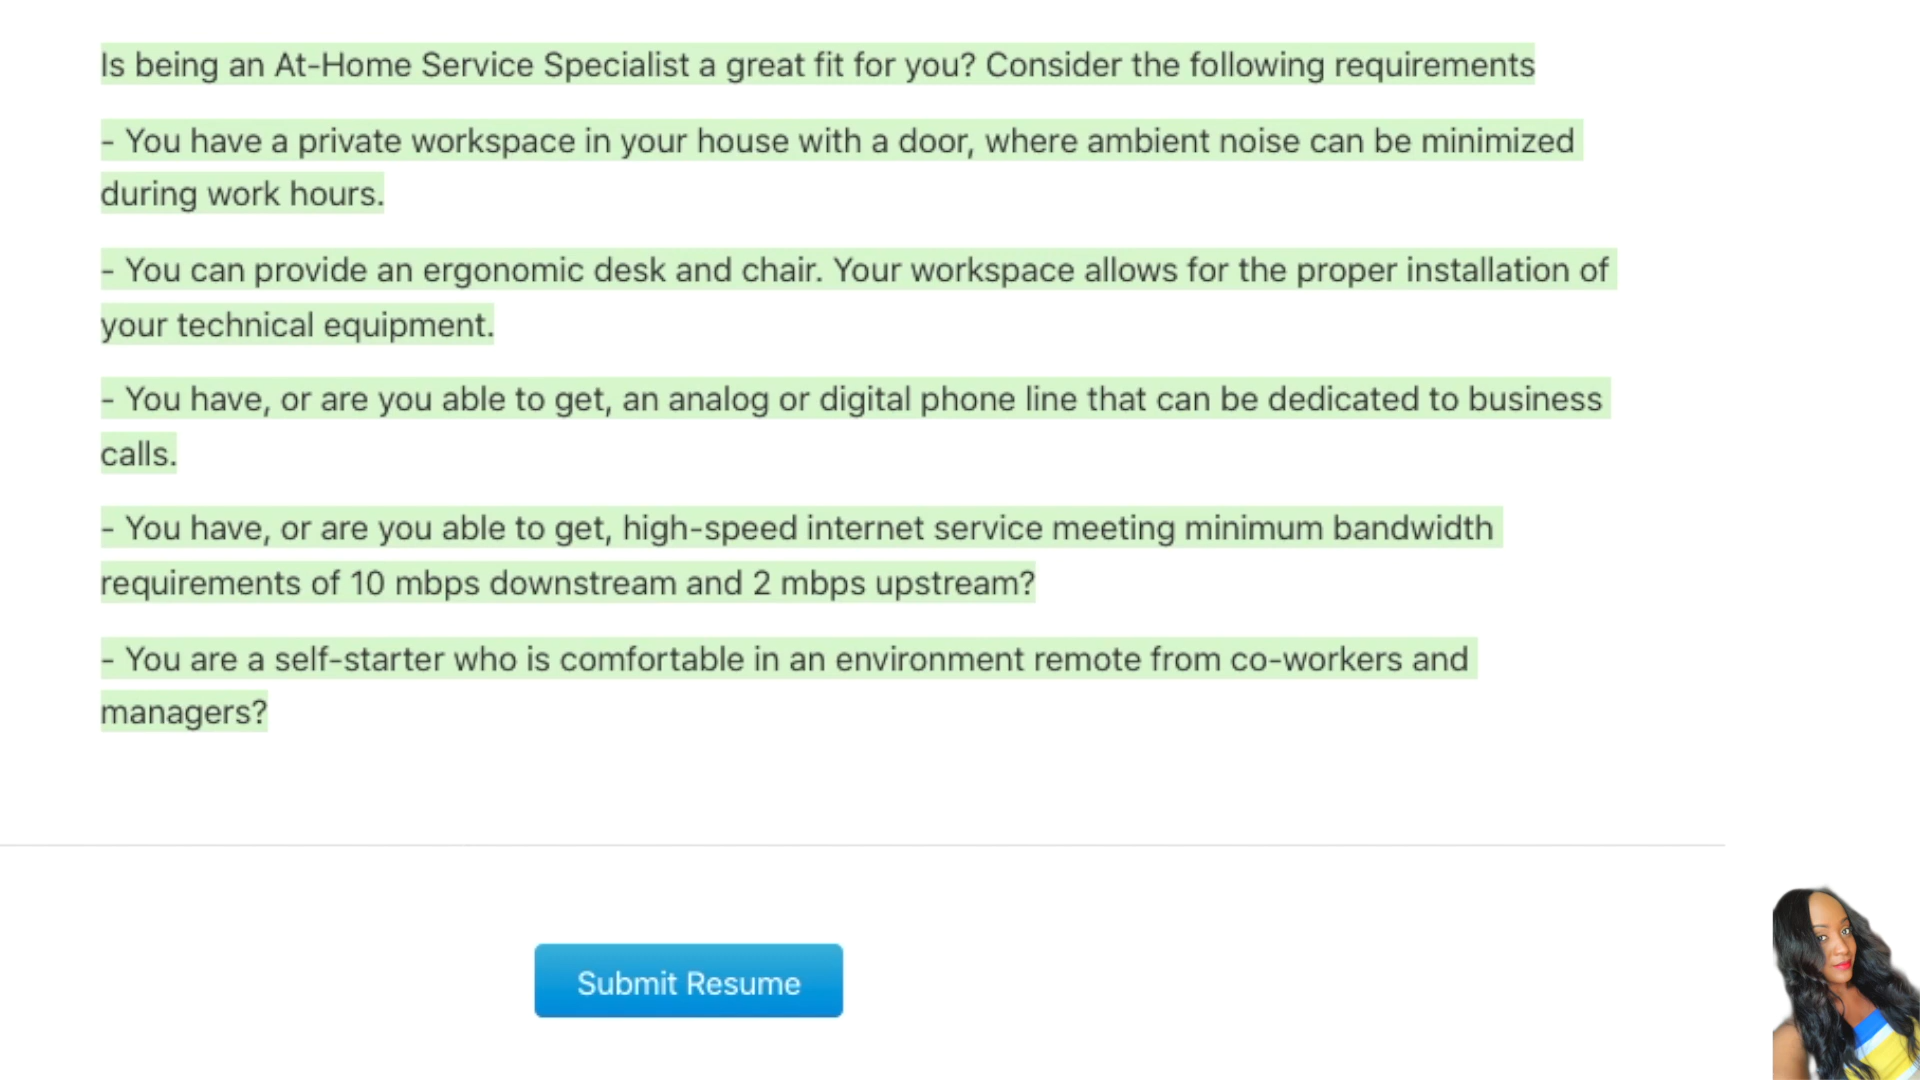 Is being an At-Home Service Specialist a great fit for you? Consider the following requirements
- You have a private workspace in your house with a door, where ambient noise can be minimized
during work hours.
- You can provide an ergonomic desk and chair. Your workspace allows for the proper installation of
your technical equipment.
- You have, or are you able to get, an analog or digital phone line that can be dedicated to business
calls.
- You have, or are you able to get, high-speed internet service meeting minimum bandwidth
requirements of 10 mbps downstream and 2 mbps upstream?
- You are a self-starter who is comfortable in an environment remote from co-workers and
managers?
Submit Resume